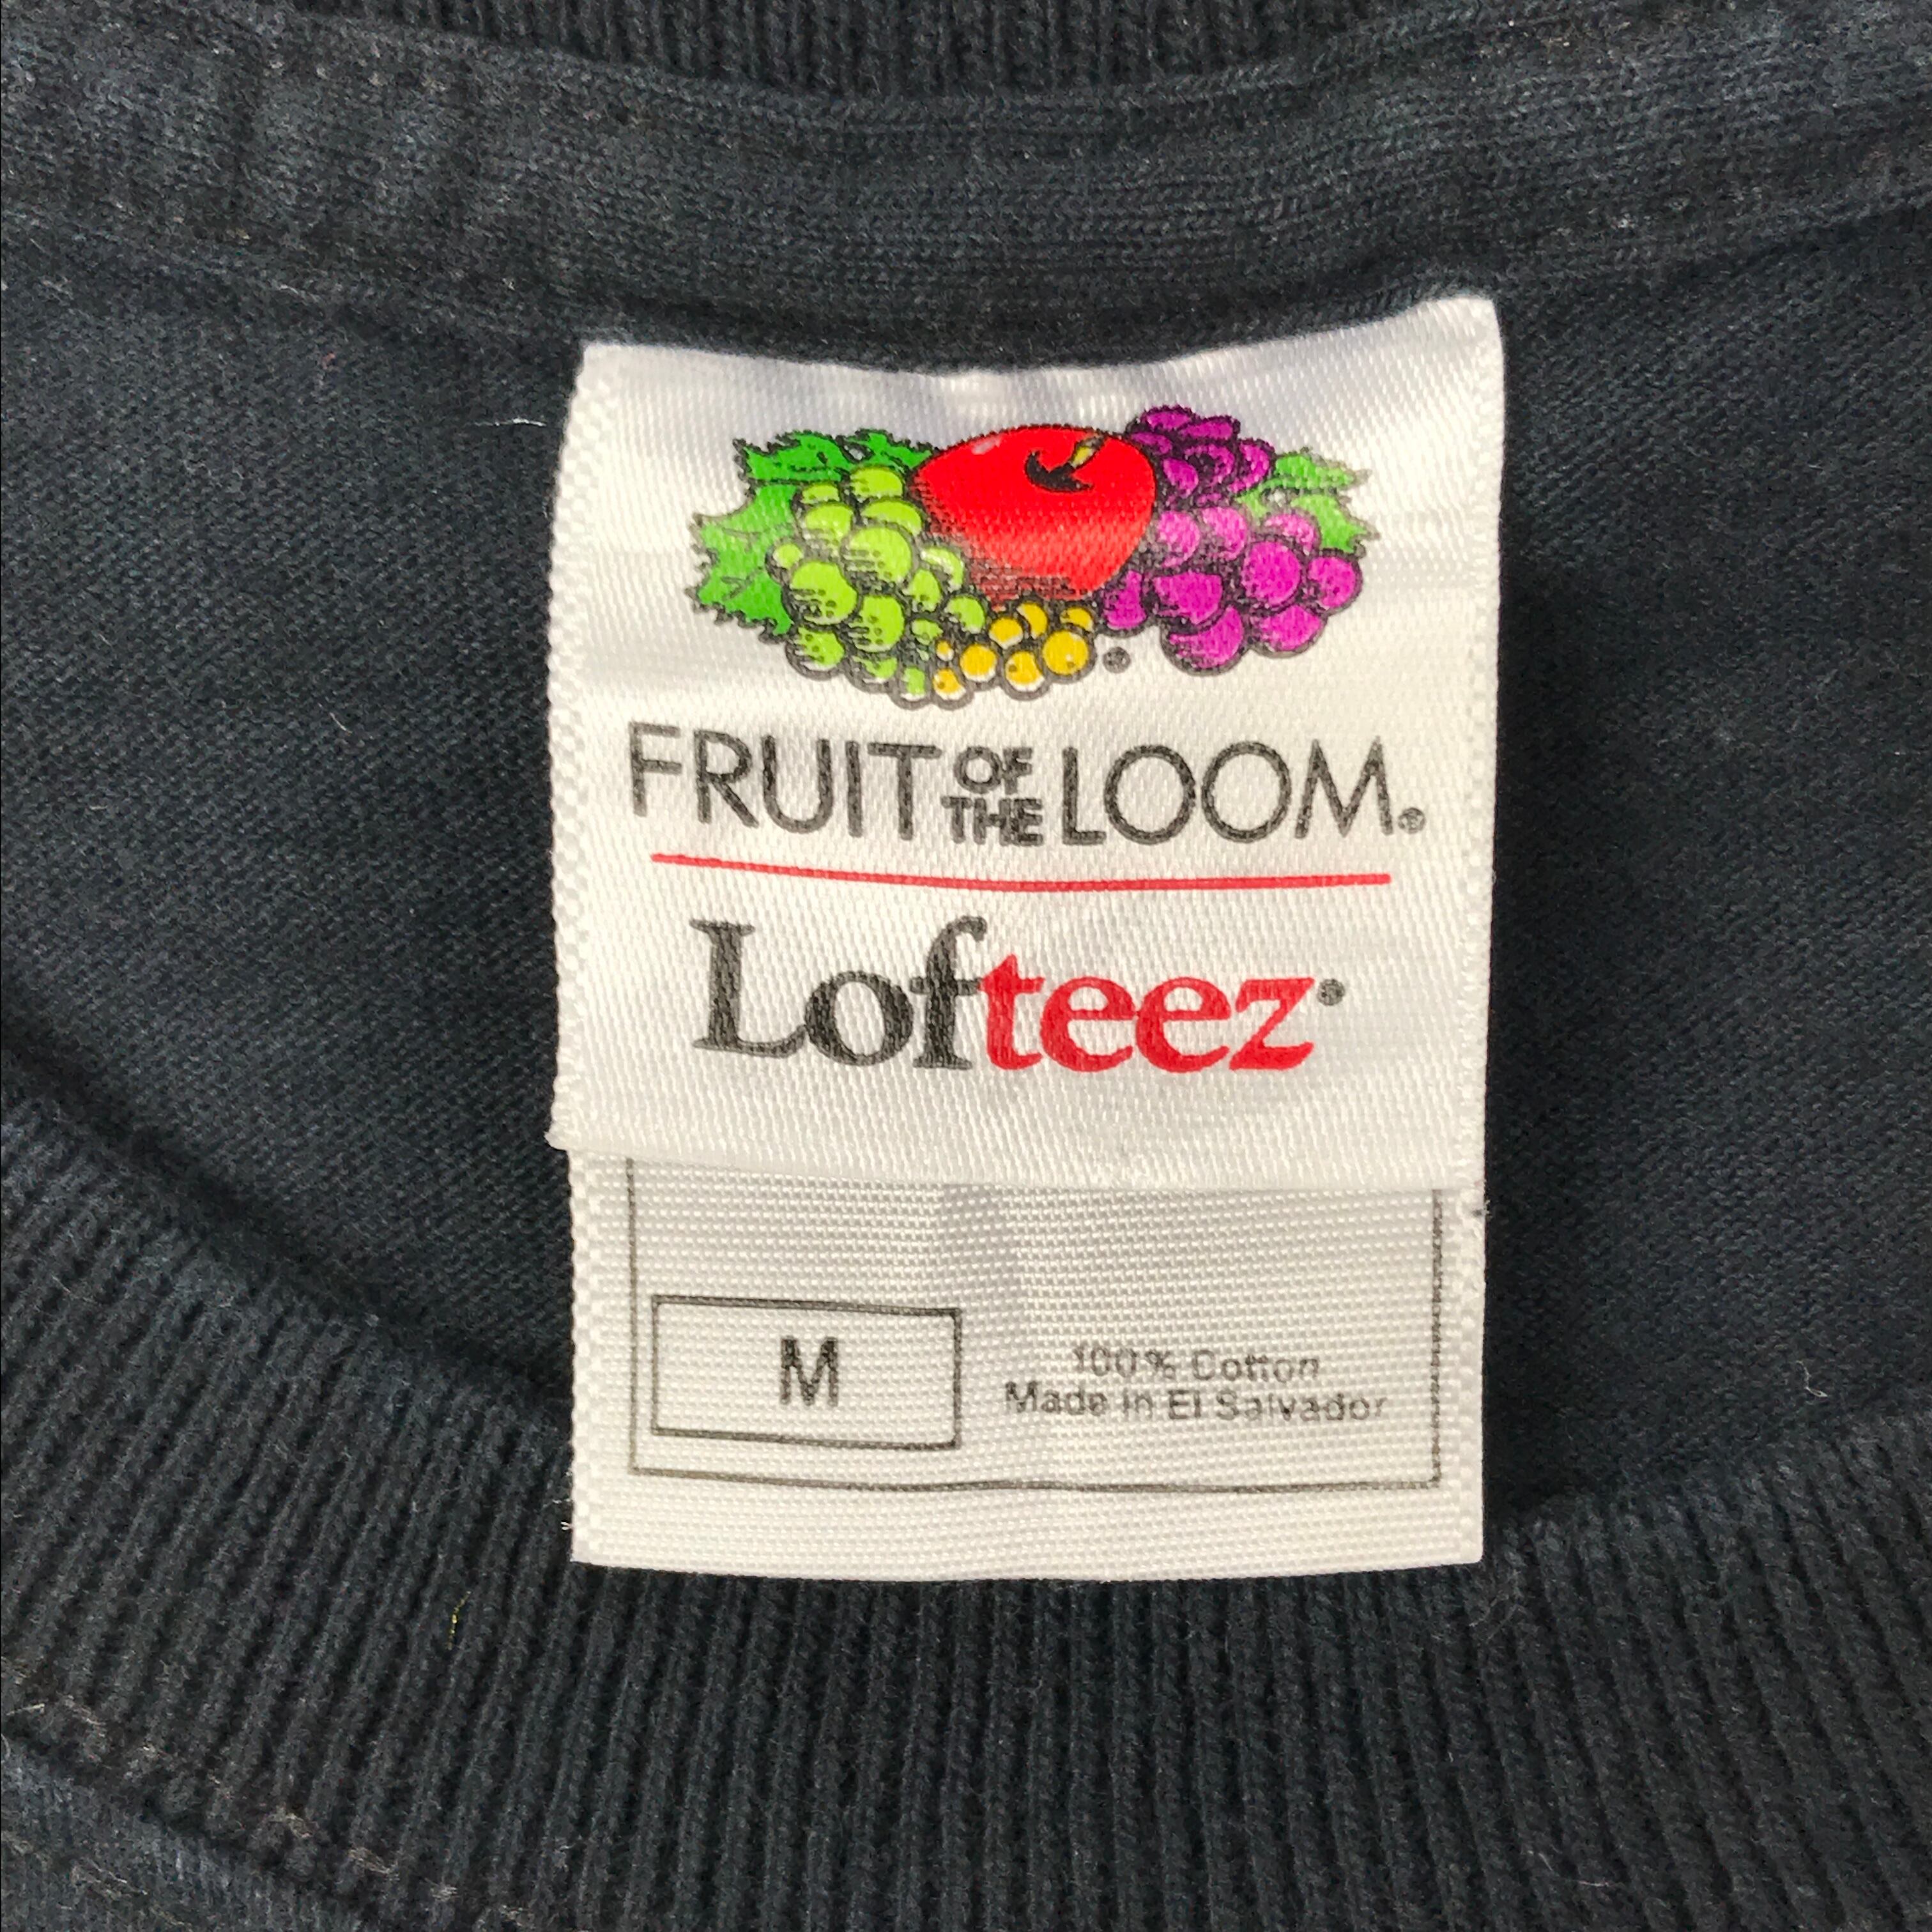 FRUIT OF THE LOOM®
Lofteez
M
100% Cotton
Made in El Salvador